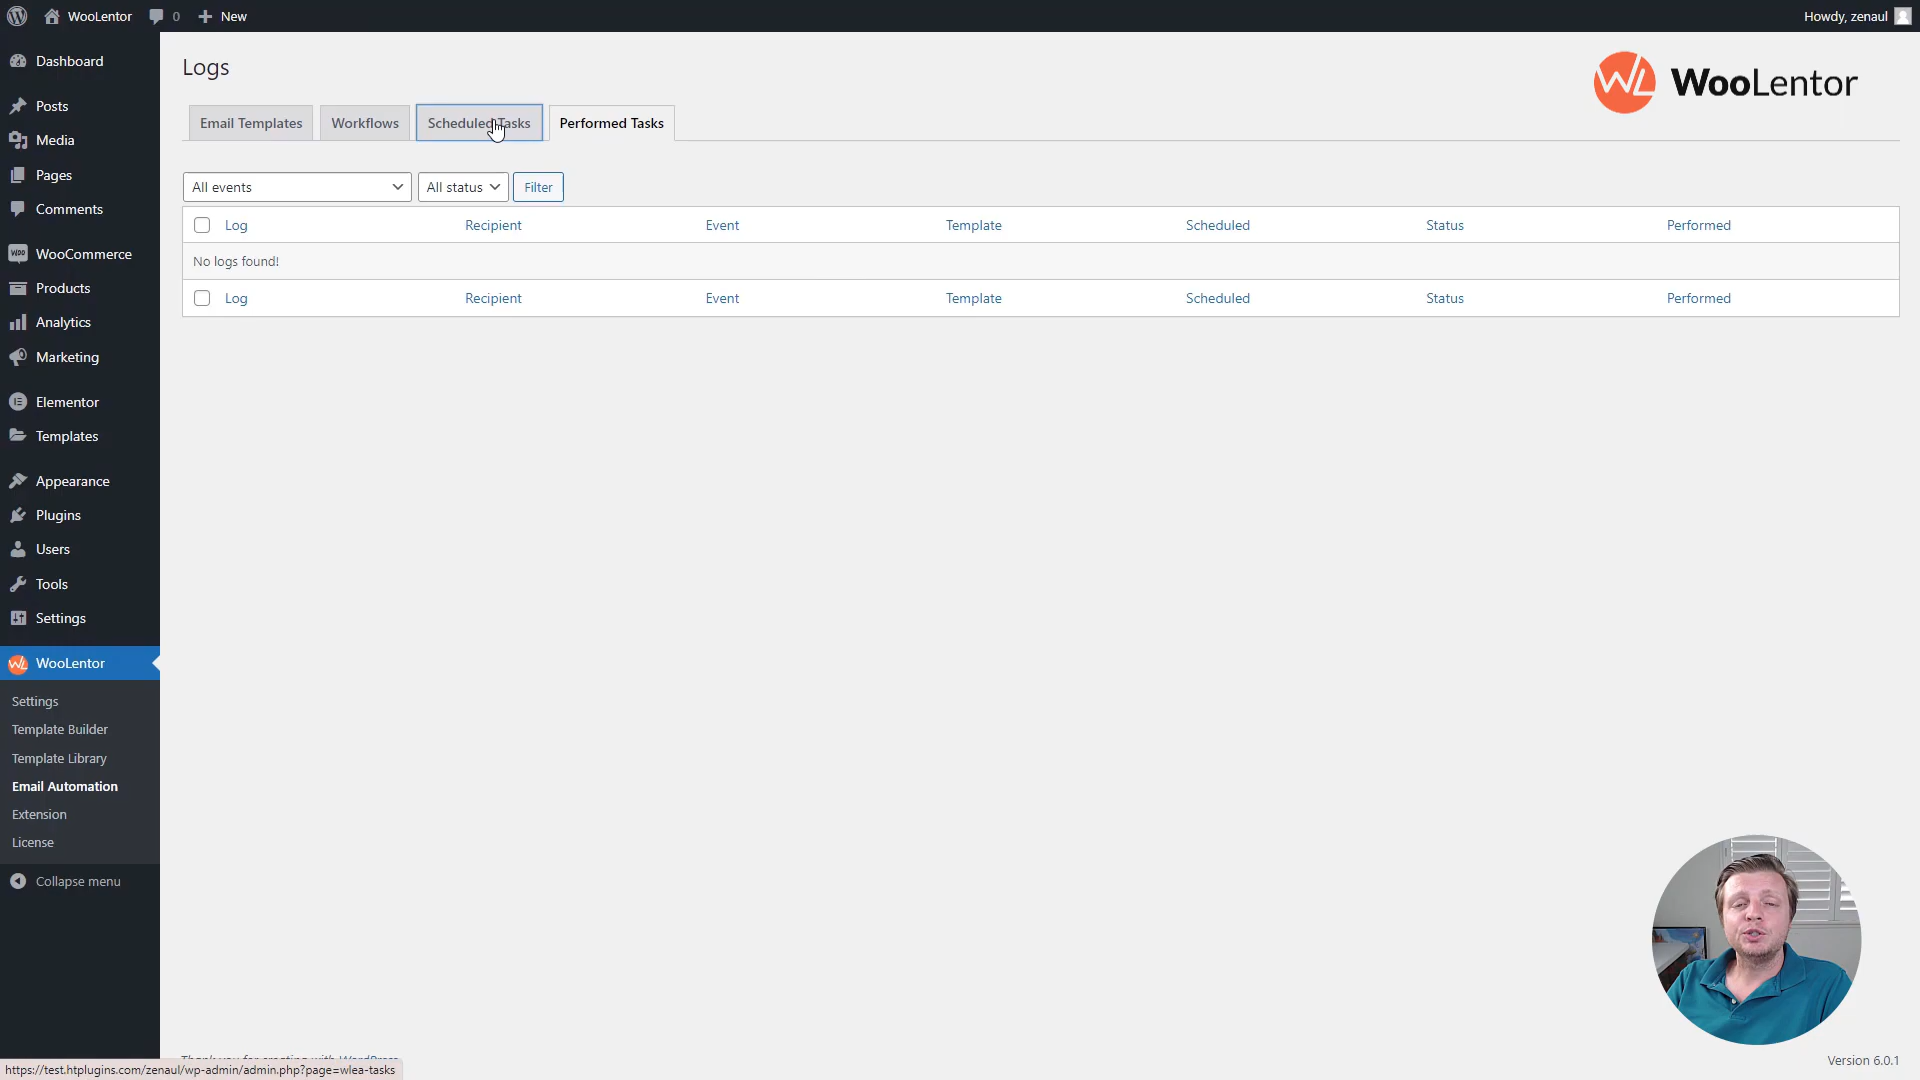 WooLentor
0
New
Howdy, zenaul
Dashboard
Posts
Media
Pages
Comments
WooCommerce
Products
Analytics
Marketing
Elementor
Templates
Appearance
Plugins
Users
Tools
Settings
WooLentor
Settings
Template Builder
Template Library
Email Automation
Extension
License
Collapse menu
Logs
WooLentor
Email Templates
Workflows
Scheduled Tasks
Performed Tasks
All events
All status
Filter
Log Recipient Event Template Scheduled Status Performed
No logs found!
Log Recipient Event Template Scheduled Status Performed
Thank you for creating with WordPress
Version 6.0.1
https://test.htplugins.com/zenaul/wp-admin/admin.php?page=wlea-tasks